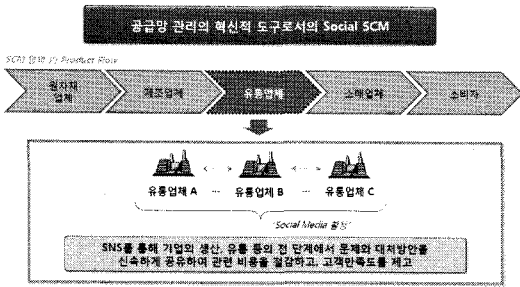 공급망 관리의 혁신적 도구로서의 Social SCM
SCM 협력 및 Product Flow
원자재
업체
제조업체
유통업체
소매업체
소비자
유통업체 A ··· 유통업체 B ··· 유통업체 C
"Social Media 활용"
SNS를 통해 기업의 생산, 유통 등의 전 단계에서 문제와 대처방안을
신속하게 공유하여 관련 비용을 절감하고, 고객만족도를 제고